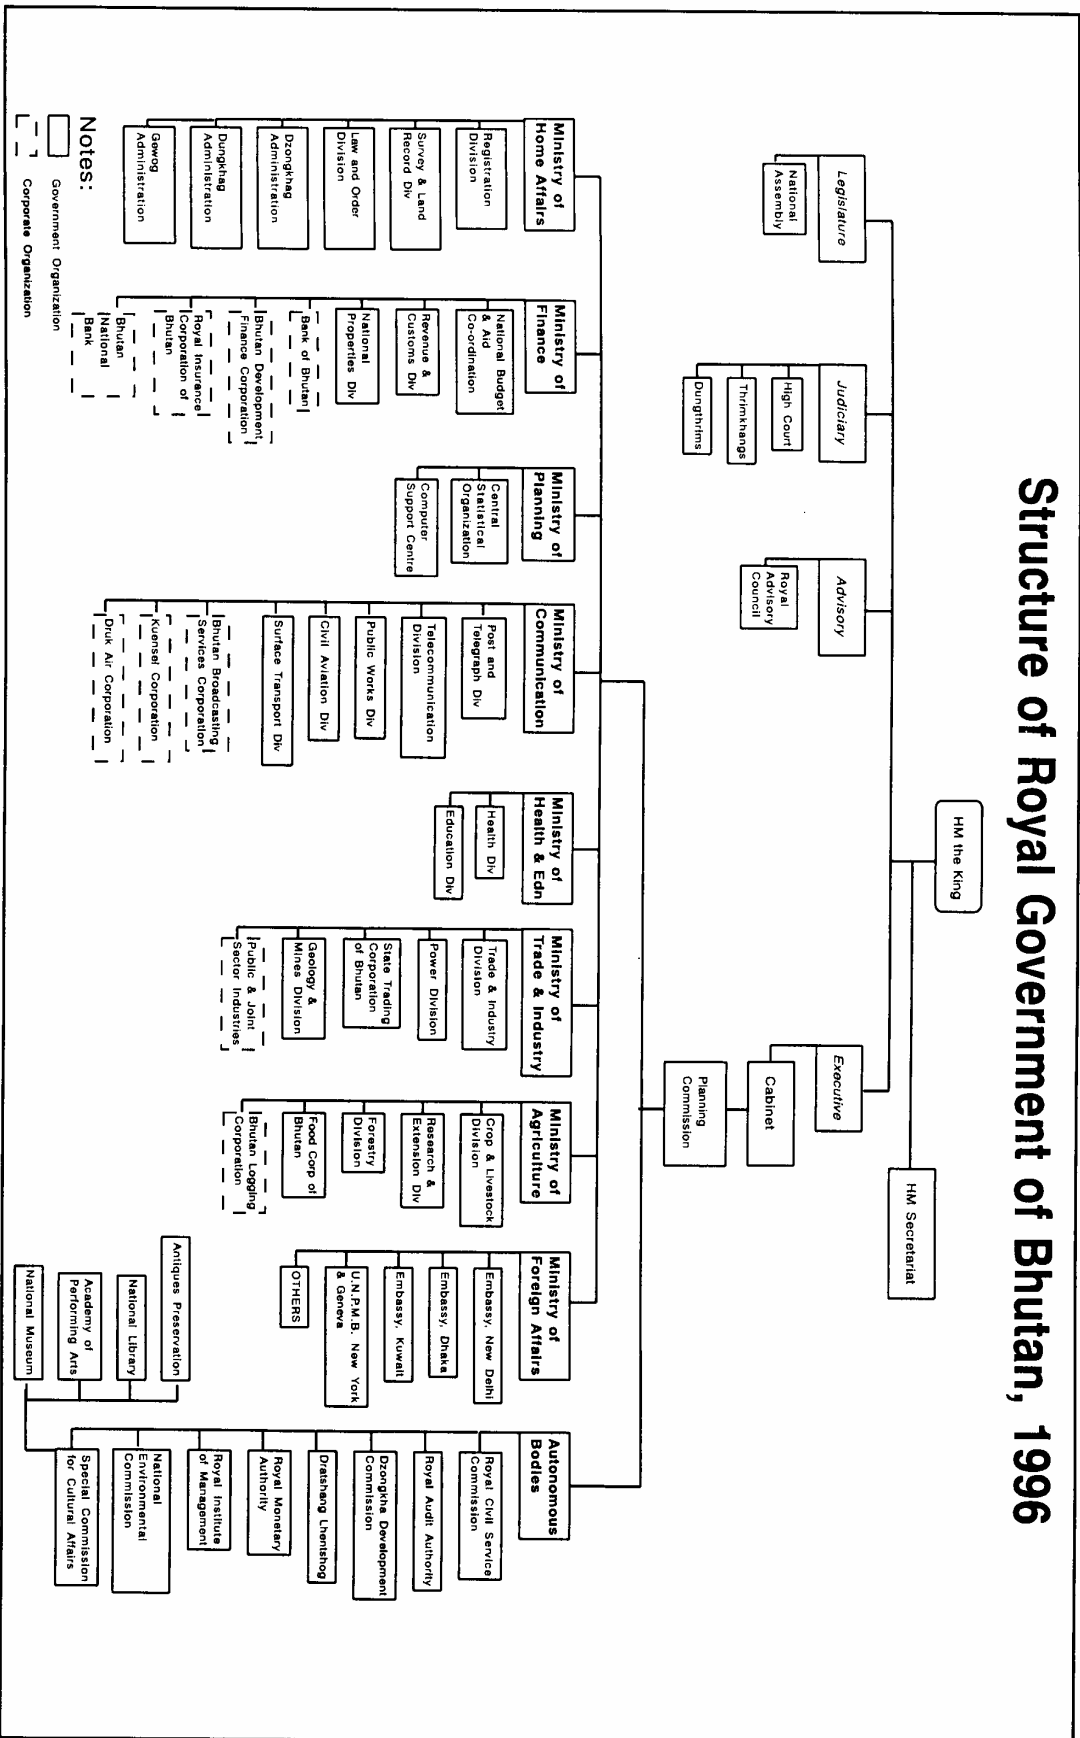 Structure of Royal Government of Bhutan, 1996
HM the King
HM Secretariat
Legislature
National
Assembly
Judiciary
High Court
Thrimkhangs
Dungthrims
Advisory
Royal
Advisory
Council
Executive
Cabinet
Planning
Commission
Ministry of
Home Affairs
Registration
Division
Survey & Land
Record Div
Law and Order
Division
Dzongkhag
Administration
Dungkhag
Administration
Gewog
Administration
Ministry of
Finance
National Budget
& Aid
Co-ordination
Revenue &
Customs Div
National
Properties Div
Bank of Bhutan
Bhutan Development
Finance Corporation
Royal Insurance
Corporation of
Bhutan
Bhutan
National
Bank
Ministry of
Planning
Central
Statistical
Organization
Computer
Support Centre
Ministry of
Communication
Post and
Telegraph Div
Telecommunication
Division
Public Works Div
Civil Aviation Div
Surface Transport Div
Bhutan Broadcasting
Services Corporation
Kuensel Corporation
Druk Air Corporation
Ministry of
Health & Edn
Health Div
Education Div
Ministry of
Trade & Industry
Trade & Industry
Division
Power Division
State Trading
Corporation
of Bhutan
Geology &
Mines Division
Public & Joint
Sector Industries
Ministry of
Agriculture
Crop & Livestock
Division
Research &
Extension Div
Forestry
Division
Food Corp of
Bhutan
Bhutan Logging
Corporation
Ministry of
Foreign Affairs
Embassy, New Delhi
Embassy, Dhaka
Embassy, Kuwait
U.N.P.M.B. New York
& Geneva
OTHERS
Autonomous
Bodies
Royal Civil Service
Commission
Royal Audit Authority
Dzongkha Development
Commission
Dratshang Lhentshog
Royal Monetary
Authority
Royal Institute
of Management
National
Environmental
Commission
Special Commission
for Cultural Affairs
Antiques Preservation
National Library
Academy of
Performing Arts
National Museum
Notes:
Government Organization
Corporate Organization